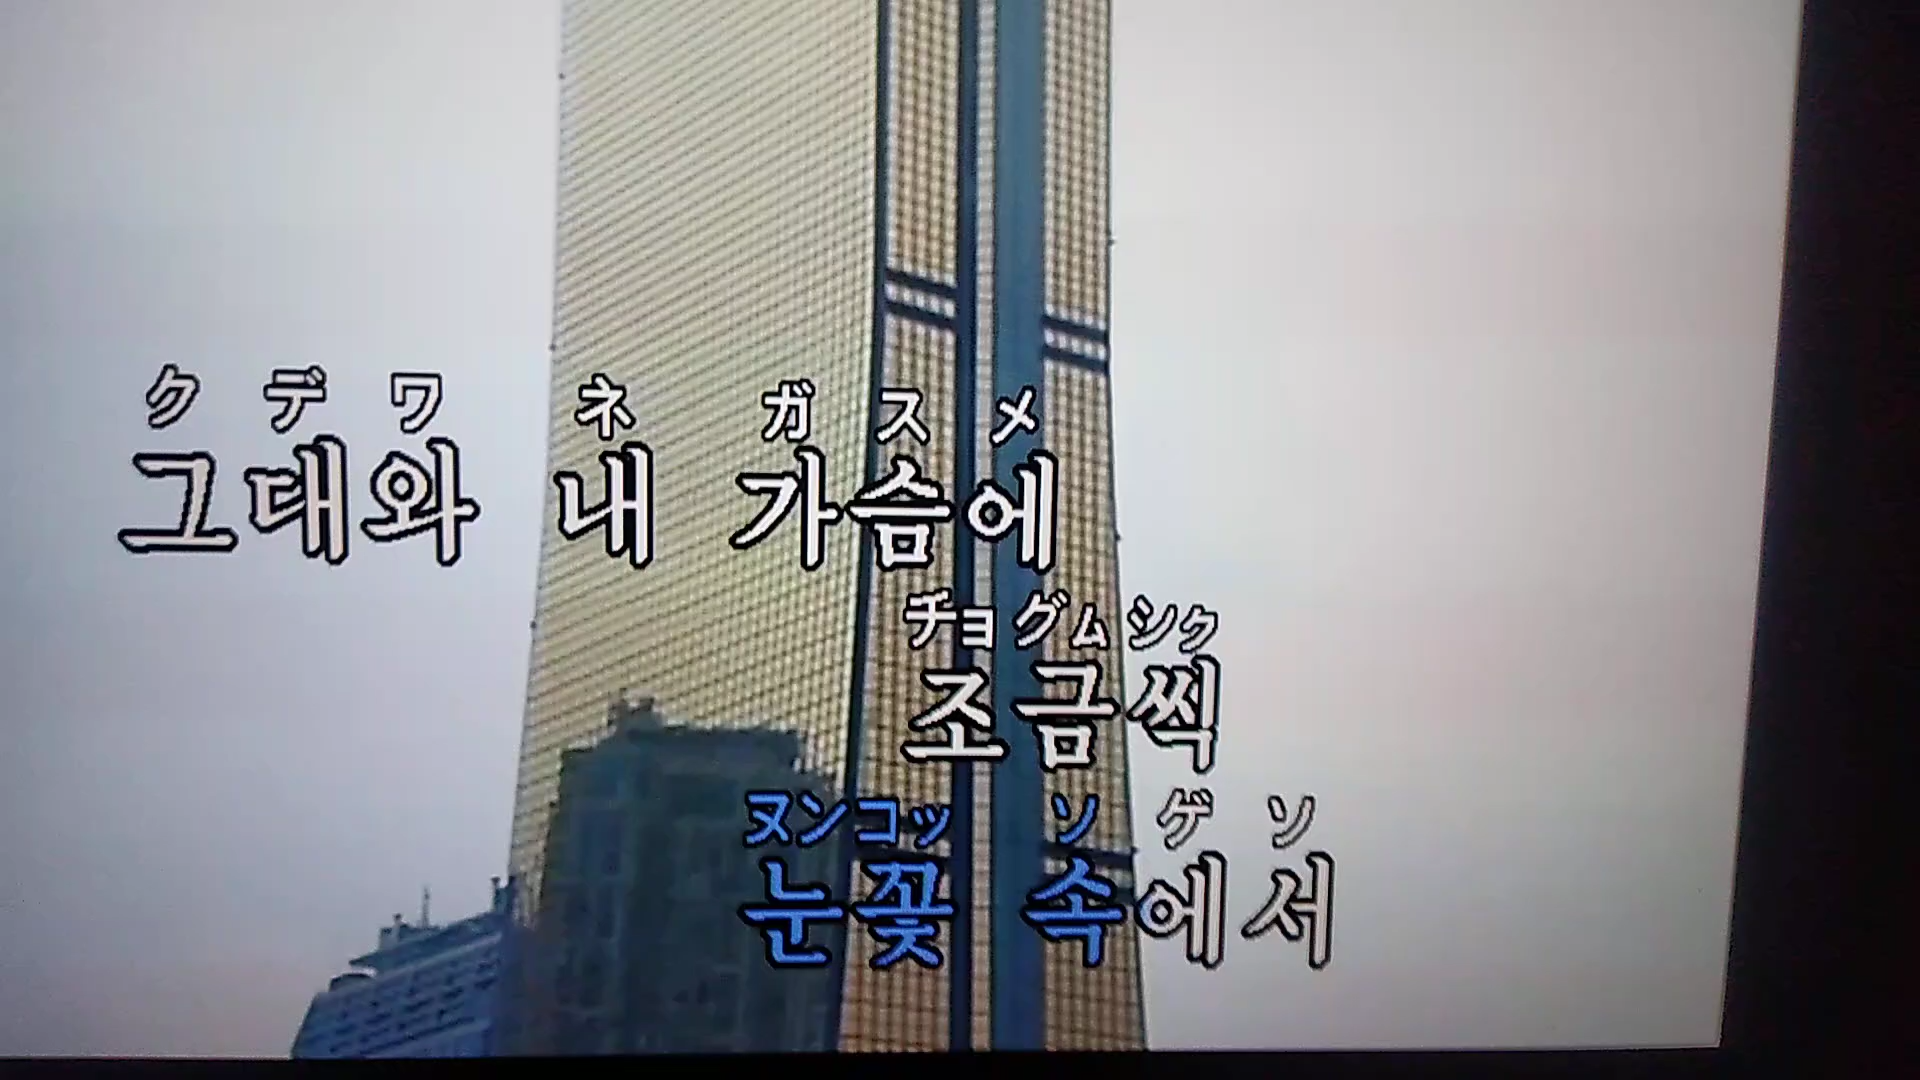 クデワ ネ ガスメ
그대와 내 가슴에
チョグムシク
조금씩
ヌンコッ ソゲソ
눈꽃 속에서